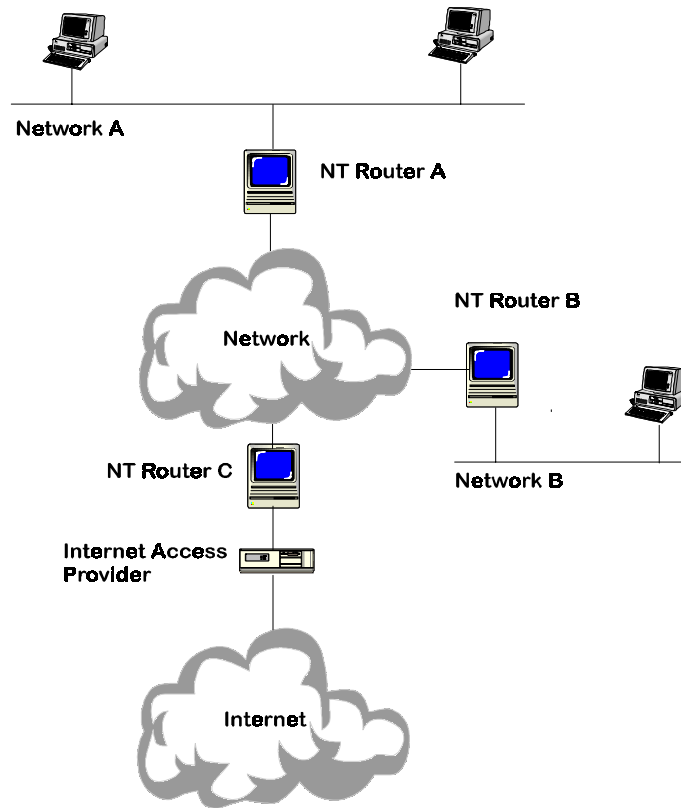 Network A
NT Router A
NT Router B
Network
NT Router C
Network B
Internet Access
Provider
Internet